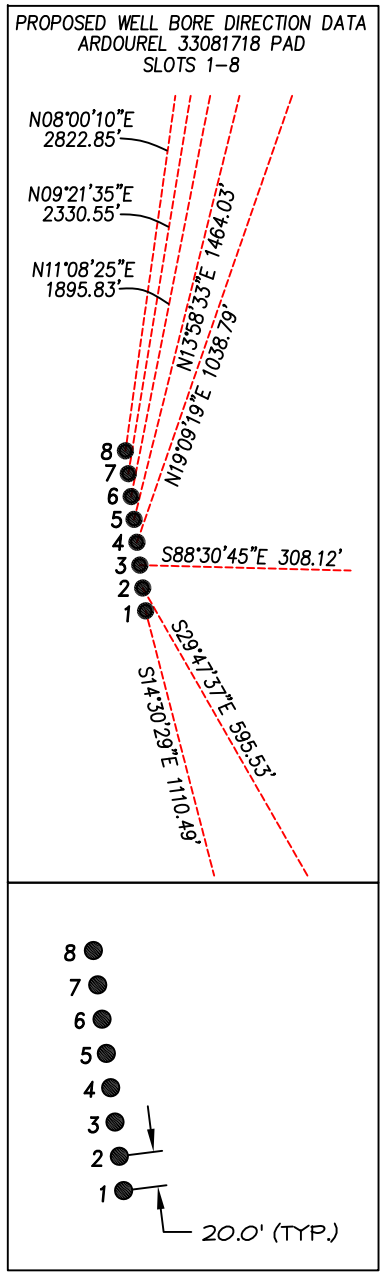 PROPOSED WELL BORE DIRECTION DATA
ARDOUREL 33081718 PAD
SLOTS 1-8
N08°00'10"E
2822.85'
N09°21'35"E
2330.55'
N11°08'25"E
1895.83'
N13°58'33"E 1464.03'
N19°09'19"E 1038.79'
8
7
6
5
4
3
S88°30'45"E 308.12'
2
1
S29°47'37"E 595.53'
S14°30'29"E 1110.49'
8
7
6
5
4
3
2
1
20.0' (TYP.)